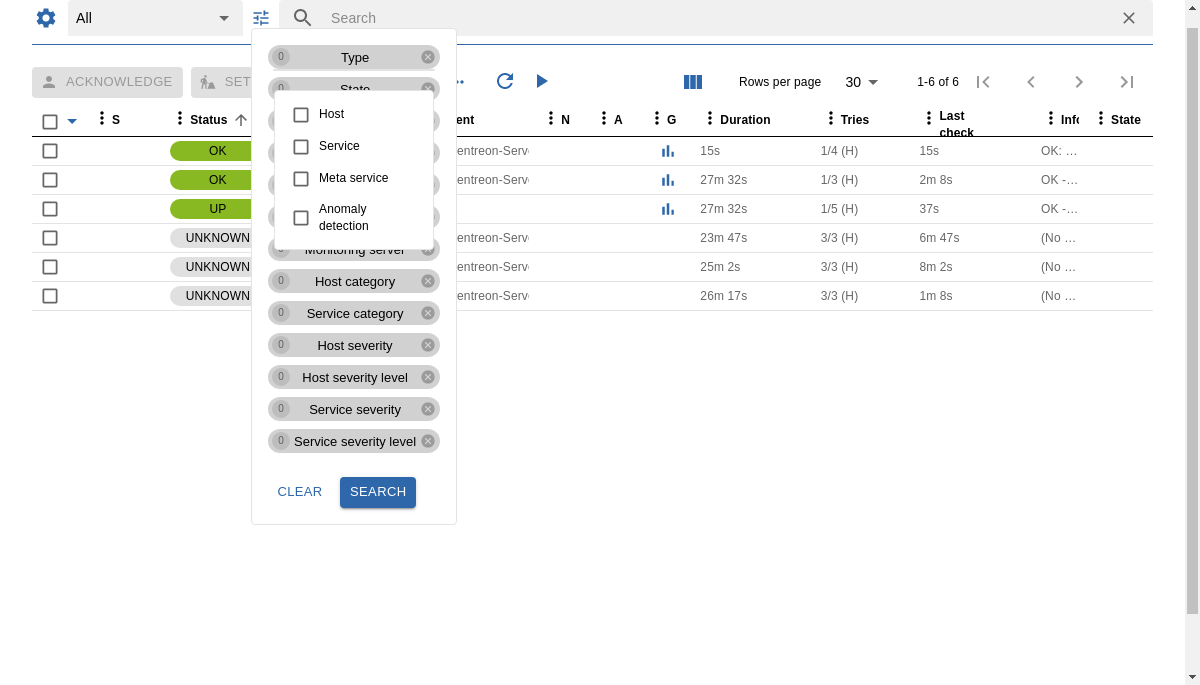 All
Search
0 Type
0 State
ACKNOWLEDGE
SET
Rows per page
30
1-6 of 6
Host
Service
Meta service
Anomaly
detection
0 Monitoring server
0 Host category
0 Service category
0 Host severity
0 Host severity level
0 Service severity
0 Service severity level
CLEAR
SEARCH
S Status ent N A G Duration Tries Last check Info State
OK entreon-Serv 15s 1/4 (H) 15s OK: …
OK entreon-Serv 27m 32s 1/3 (H) 2m 8s OK -…
UP 27m 32s 1/5 (H) 37s OK -…
UNKNOWN entreon-Serv 23m 47s 3/3 (H) 6m 47s (No …
UNKNOWN entreon-Serv 25m 2s 3/3 (H) 8m 2s (No …
UNKNOWN entreon-Serv 26m 17s 3/3 (H) 1m 8s (No …